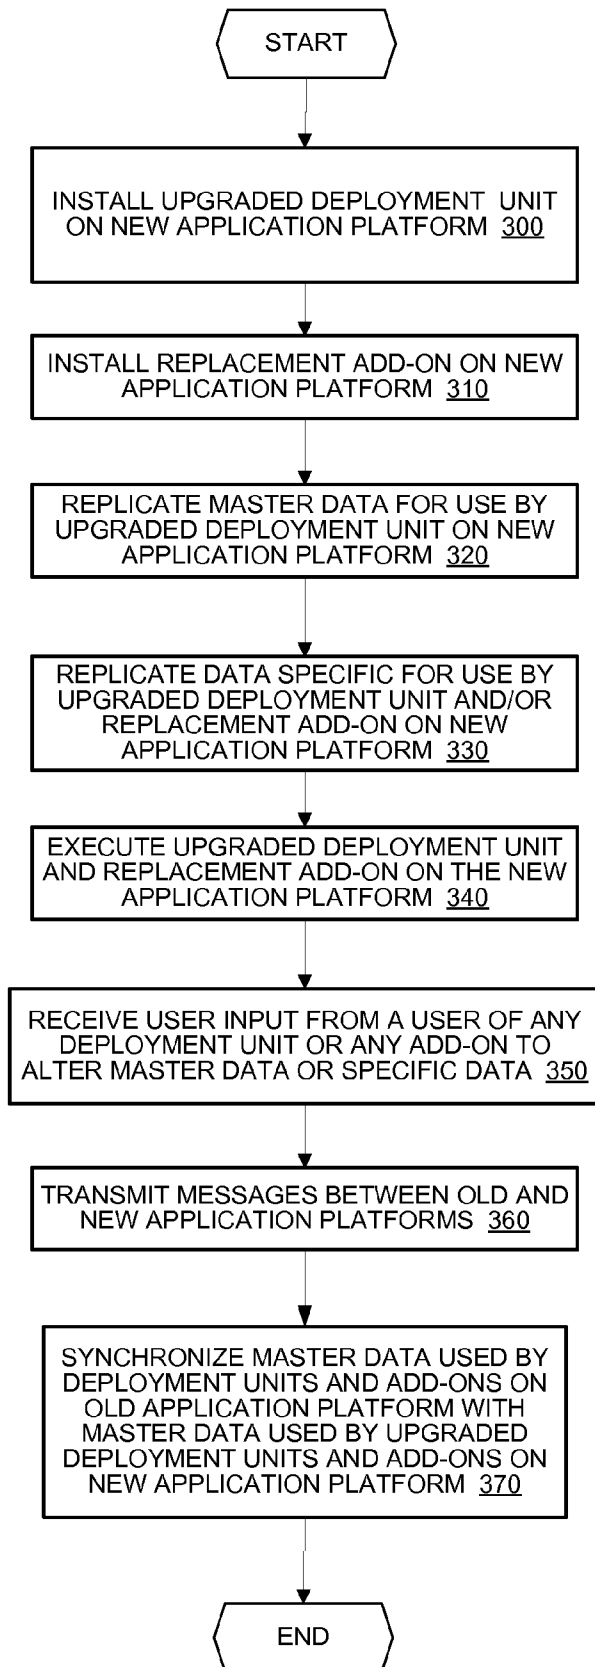 START
INSTALL UPGRADED DEPLOYMENT UNIT
ON NEW APPLICATION PLATFORM 300
INSTALL REPLACEMENT ADD-ON ON NEW
APPLICATION PLATFORM 310
REPLICATE MASTER DATA FOR USE BY
UPGRADED DEPLOYMENT UNIT ON NEW
APPLICATION PLATFORM 320
REPLICATE DATA SPECIFIC FOR USE BY
UPGRADED DEPLOYMENT UNIT AND/OR
REPLACEMENT ADD-ON ON NEW
APPLICATION PLATFORM 330
EXECUTE UPGRADED DEPLOYMENT UNIT
AND REPLACEMENT ADD-ON ON THE NEW
APPLICATION PLATFORM 340
RECEIVE USER INPUT FROM A USER OF ANY
DEPLOYMENT UNIT OR ANY ADD-ON TO
ALTER MASTER DATA OR SPECIFIC DATA 350
TRANSMIT MESSAGES BETWEEN OLD AND
NEW APPLICATION PLATFORMS 360
SYNCHRONIZE MASTER DATA USED BY
DEPLOYMENT UNITS AND ADD-ONS ON
OLD APPLICATION PLATFORM WITH
MASTER DATA USED BY UPGRADED
DEPLOYMENT UNITS AND ADD-ONS ON
NEW APPLICATION PLATFORM 370
END